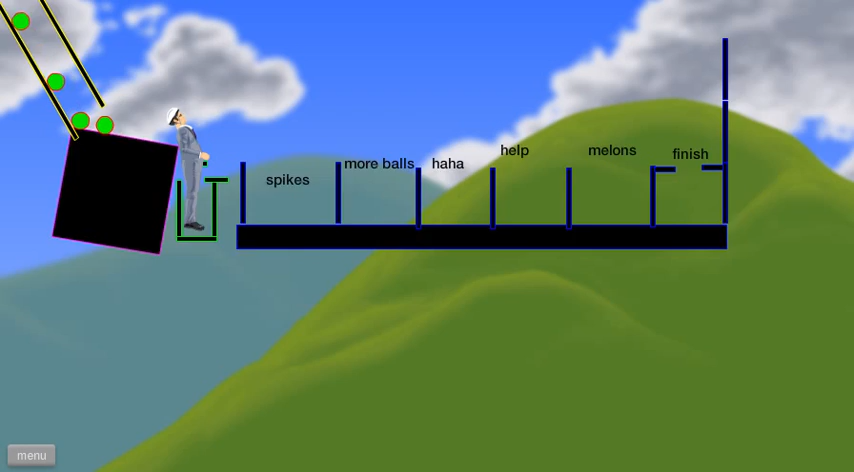 spikes
more balls
haha
help
melons
finish
menu